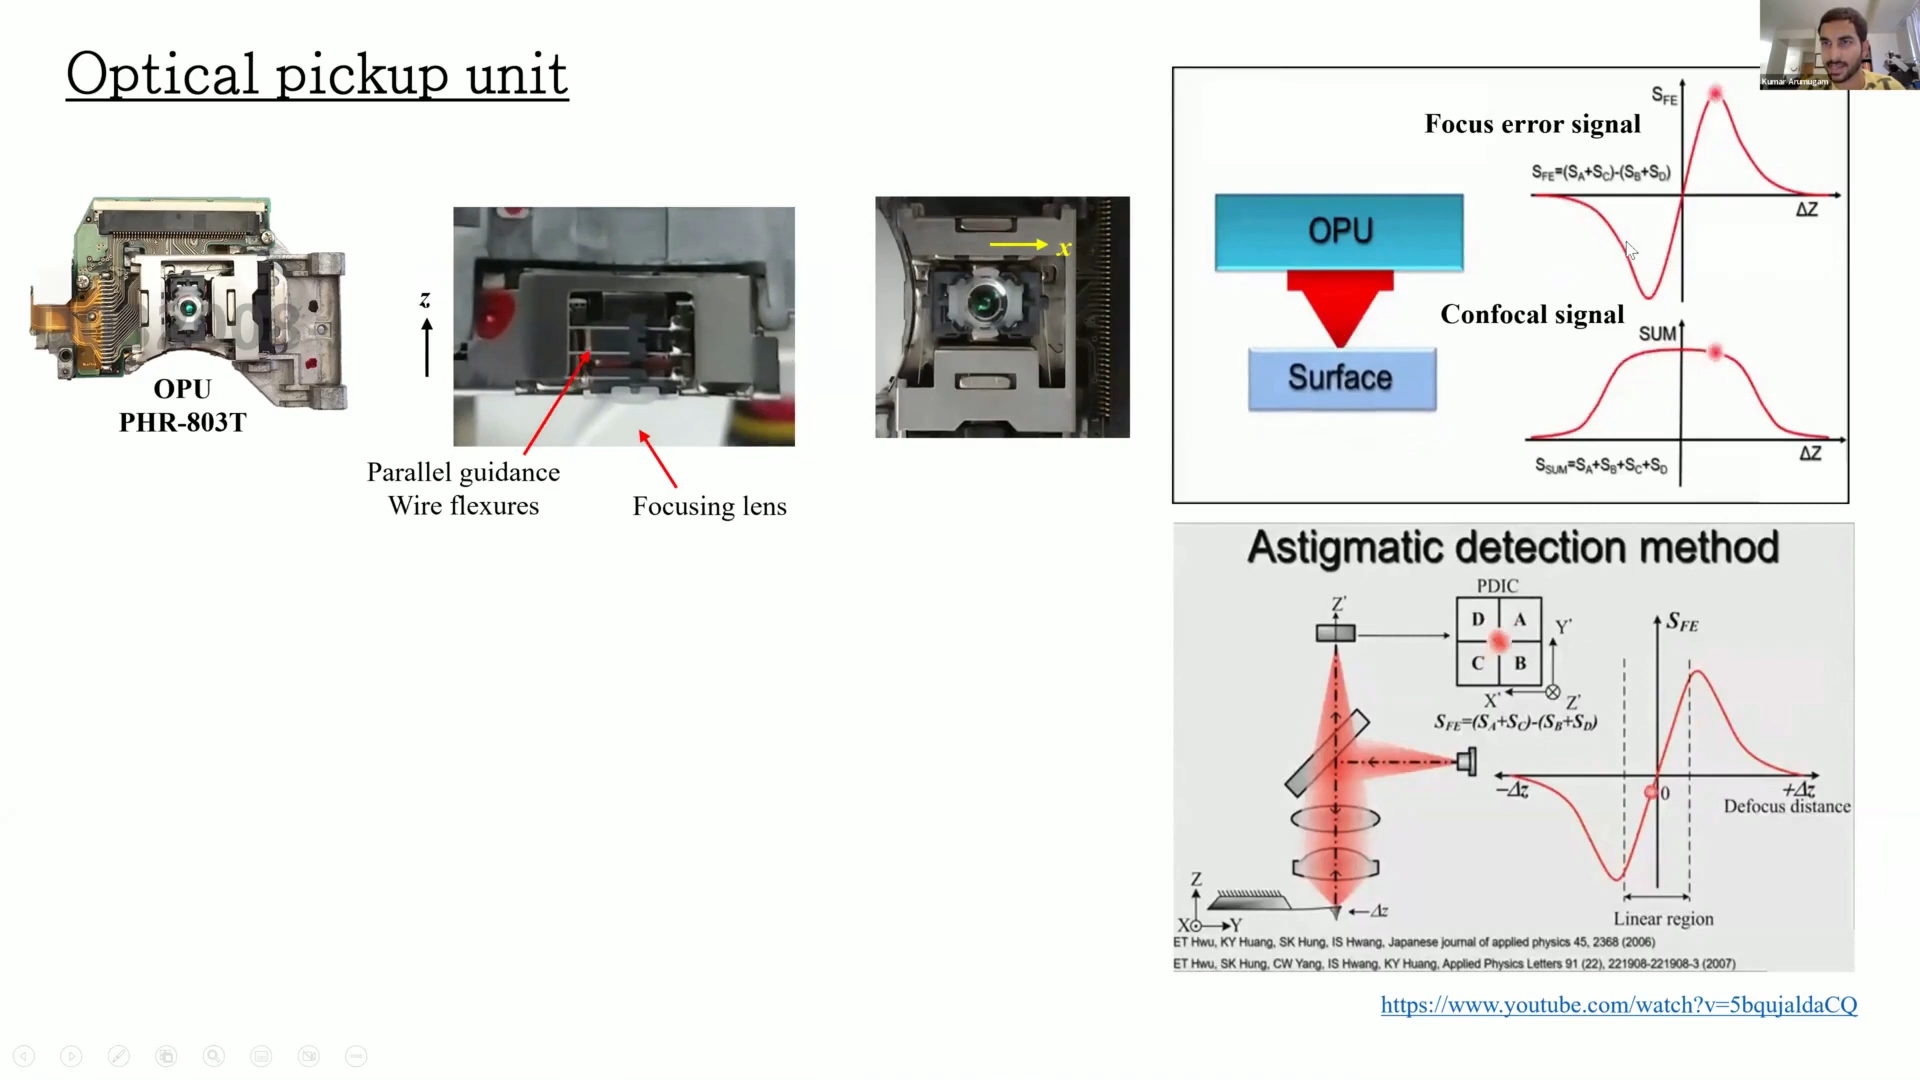 Optical pickup unit
Kumar Arumugam
OPU
PHR-803T
z
x
Parallel guidance
Wire flexures
Focusing lens
Focus error signal
S_FE
S_FE=(S_A+S_C)-(S_B+S_D)
ΔZ
OPU
Surface
Confocal signal
SUM
ΔZ
S_SUM=S_A+S_B+S_C+S_D
Astigmatic detection method
PDIC
Z'
D A
C B
Y'
X'
Z'
S_FE=(S_A+S_C)-(S_B+S_D)
S_FE
-Δz
0
+Δz
Defocus distance
Linear region
Z
X
Y
Δz
ET Hwu, KY Huang, SK Hung, IS Hwang, Japanese journal of applied physics 45, 2368 (2006)
ET Hwu, SK Hung, CW Yang, IS Hwang, KY Huang, Applied Physics Letters 91 (22), 221908-221908-3 (2007)
https://www.youtube.com/watch?v=5bqujaldaCQ